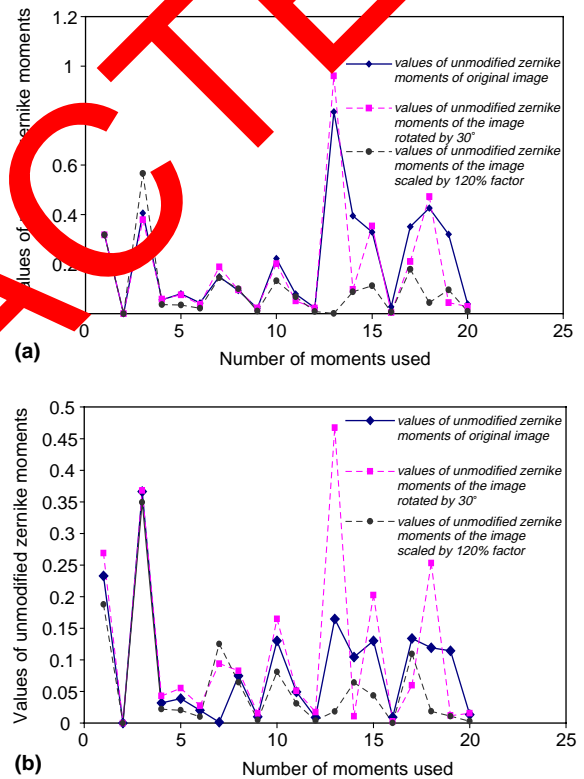 1.2
1
0.6
0.4
0.2
0
5
10
15
20
25
values of unmodified zernike
moments of original image
values of unmodified zernike
moments of the image
rotated by 30°
values of unmodified zernike
moments of the image
scaled by 120% factor
zernike moments
Number of moments used
(a)
0.5
0.45
0.4
0.35
0.3
0.25
0.2
0.15
0.1
0.05
0
0
5
10
15
20
25
Values of unmodified zernike moments
values of unmodified zernike
moments of original image
values of unmodified zernike
moments of the image
rotated by 30°
values of unmodified zernike
moments of the image
scaled by 120% factor
Number of moments used
(b)